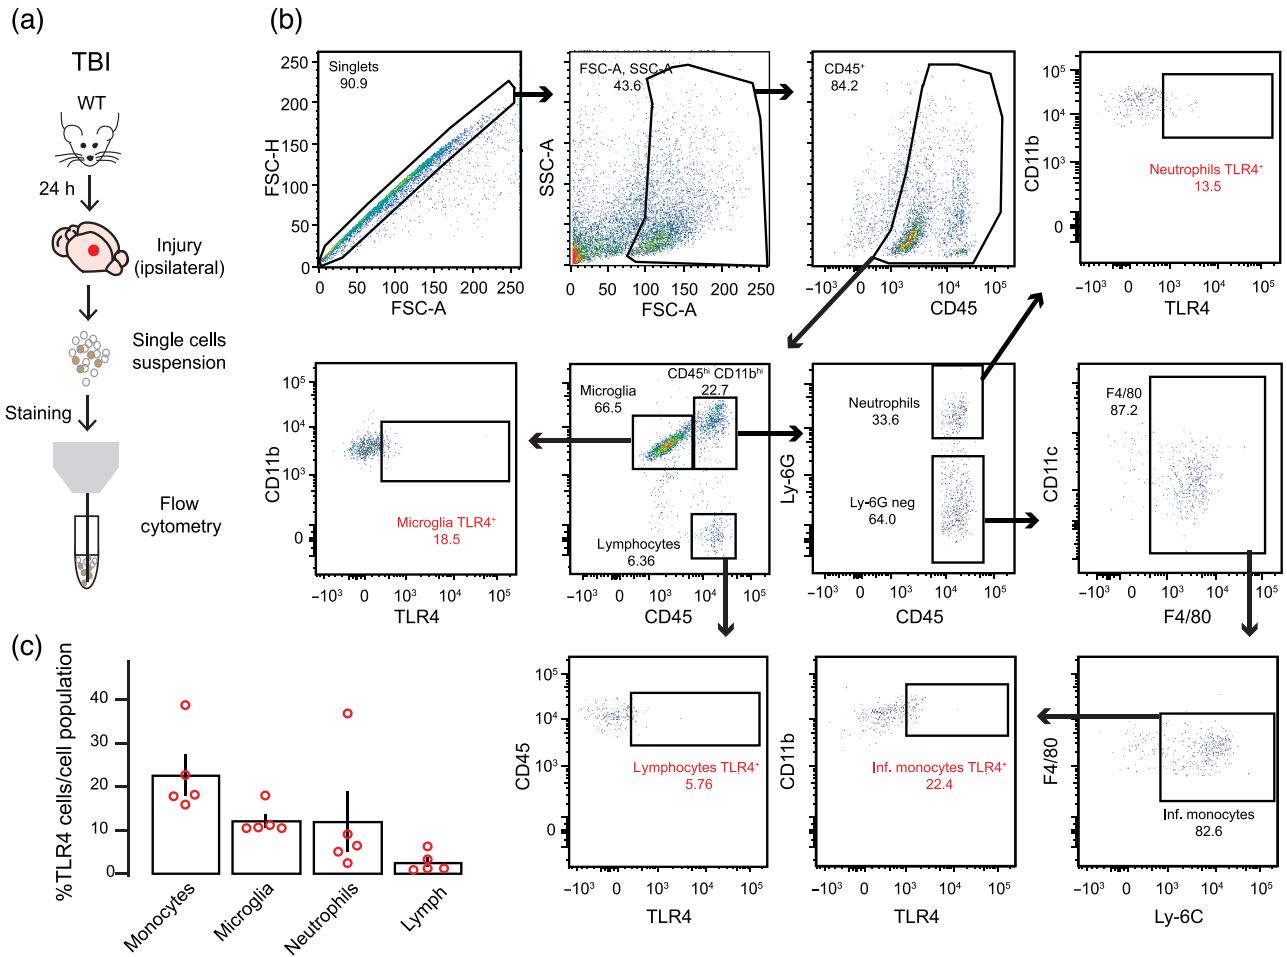 (a)
TBI
WT
24 h
Injury
(ipsilateral)
Single cells
suspension
Staining
Flow
cytometry
(b)
Singlets
90.9
FSC-H
250
200
150
100
50
0
0 50 100 150 200 250
FSC-A
FSC-A, SSC-A
43.6
SSC-A
0 50 100 150 200 250
FSC-A
CD45⁺
84.2
−10³ 0 10³ 10⁴ 10⁵
CD45
CD11b
10⁵
10⁴
10³
0
Neutrophils TLR4⁺
13.5
−10³ 0 10³ 10⁴ 10⁵
TLR4
CD11b
10⁵
10⁴
10³
0
Microglia TLR4⁺
18.5
−10³ 0 10³ 10⁴ 10⁵
TLR4
CD45ʰⁱ CD11bʰⁱ
22.7
Microglia
66.5
Lymphocytes
6.36
−10³ 0 10³ 10⁴ 10⁵
CD45
Ly-6G
Neutrophils
33.6
Ly-6G neg
64.0
−10³ 0 10³ 10⁴ 10⁵
CD45
CD11c
F4/80
87.2
−10³ 0 10³ 10⁴ 10⁵
F4/80
(c)
%TLR4 cells/cell population
40
30
20
10
0
Monocytes
Microglia
Neutrophils
Lymph
CD45
10⁵
10⁴
10³
0
Lymphocytes TLR4⁺
5.76
−10³ 0 10³ 10⁴ 10⁵
TLR4
CD11b
10⁵
10⁴
10³
0
Inf. monocytes TLR4⁺
22.4
−10³ 0 10³ 10⁴ 10⁵
TLR4
F4/80
10⁵
10⁴
10³
0
Inf. monocytes
82.6
−10³ 0 10³ 10⁴ 10⁵
Ly-6C